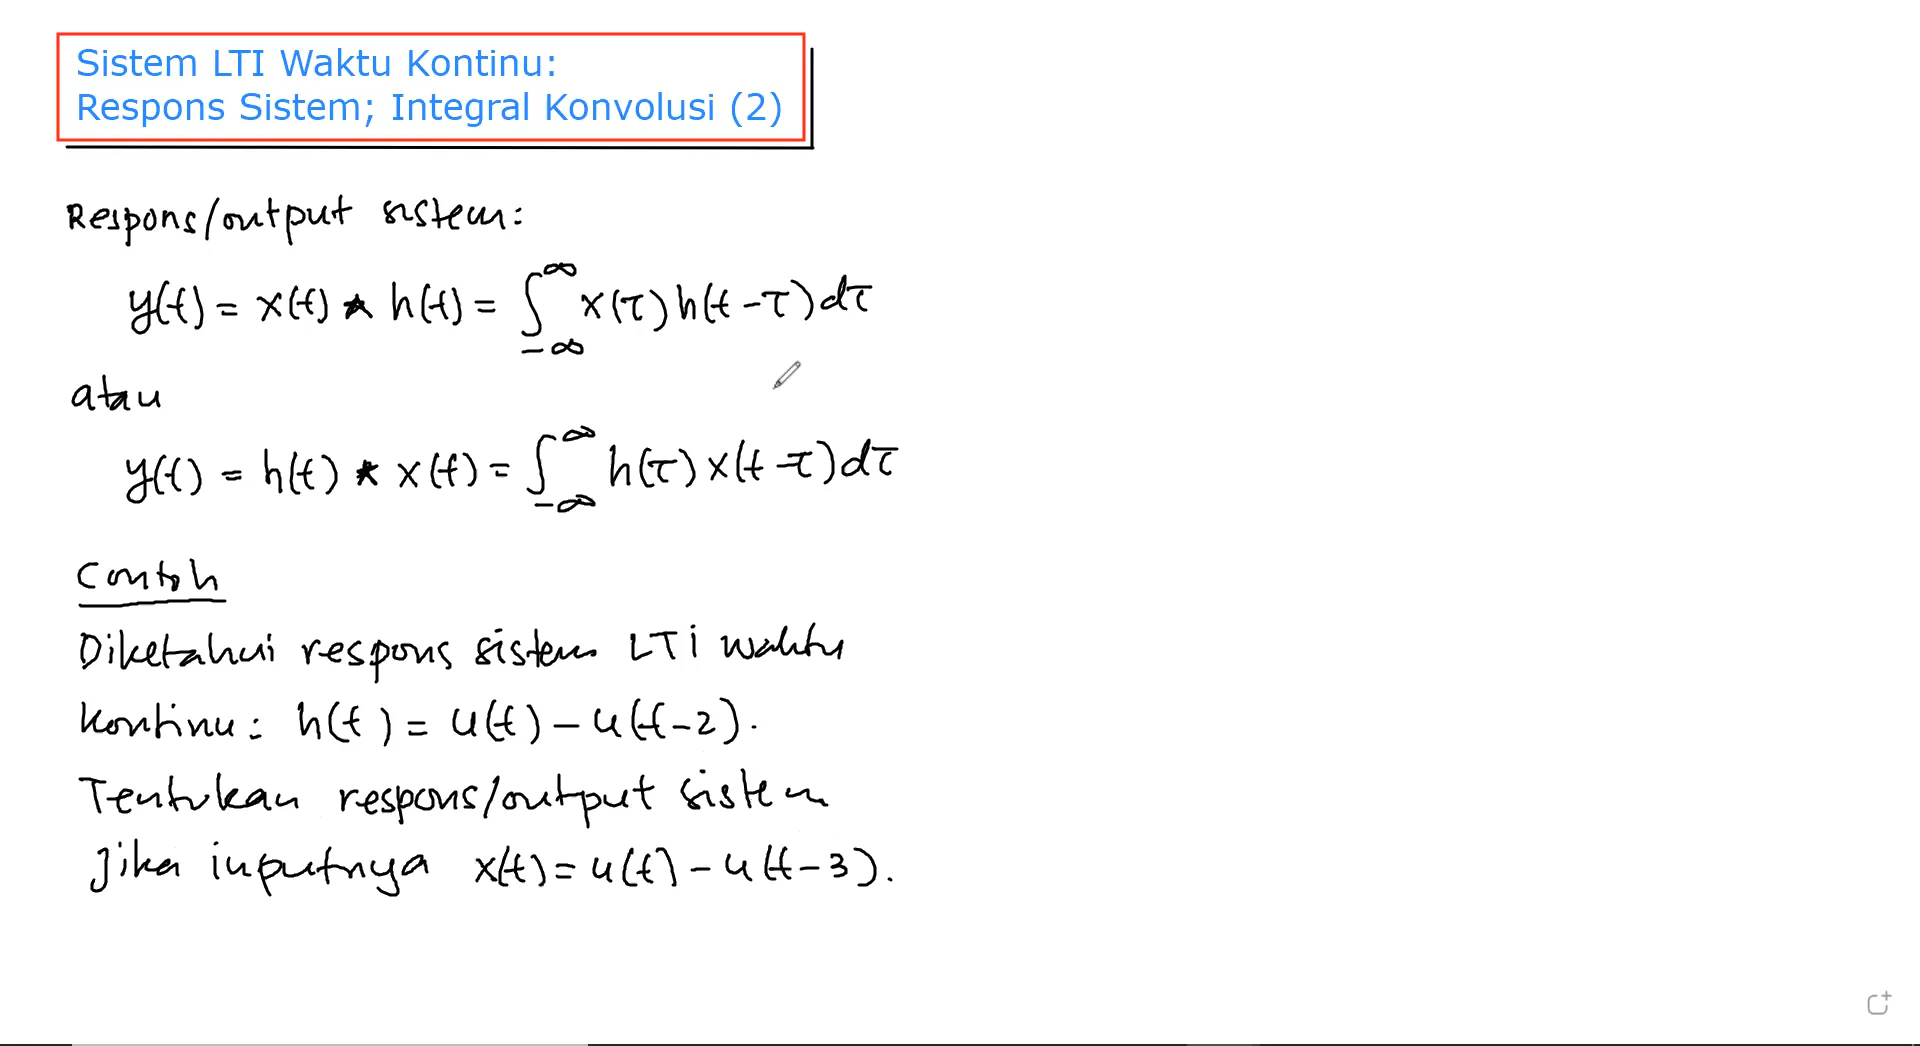 Sistem LTI Waktu Kontinu:
Respons Sistem; Integral Konvolusi (2)
Respons/output sistem:
y(t) = x(t) * h(t) = ∫_{-∞}^{∞} x(τ) h(t-τ) dτ
atau
y(t) = h(t) * x(t) = ∫_{-∞}^{∞} h(τ) x(t-τ) dτ
Contoh
Diketahui respons sistem LTI waktu
kontinu: h(t) = u(t) - u(t-2).
Tentukan respons/output sistem
jika inputnya x(t) = u(t) - u(t-3).